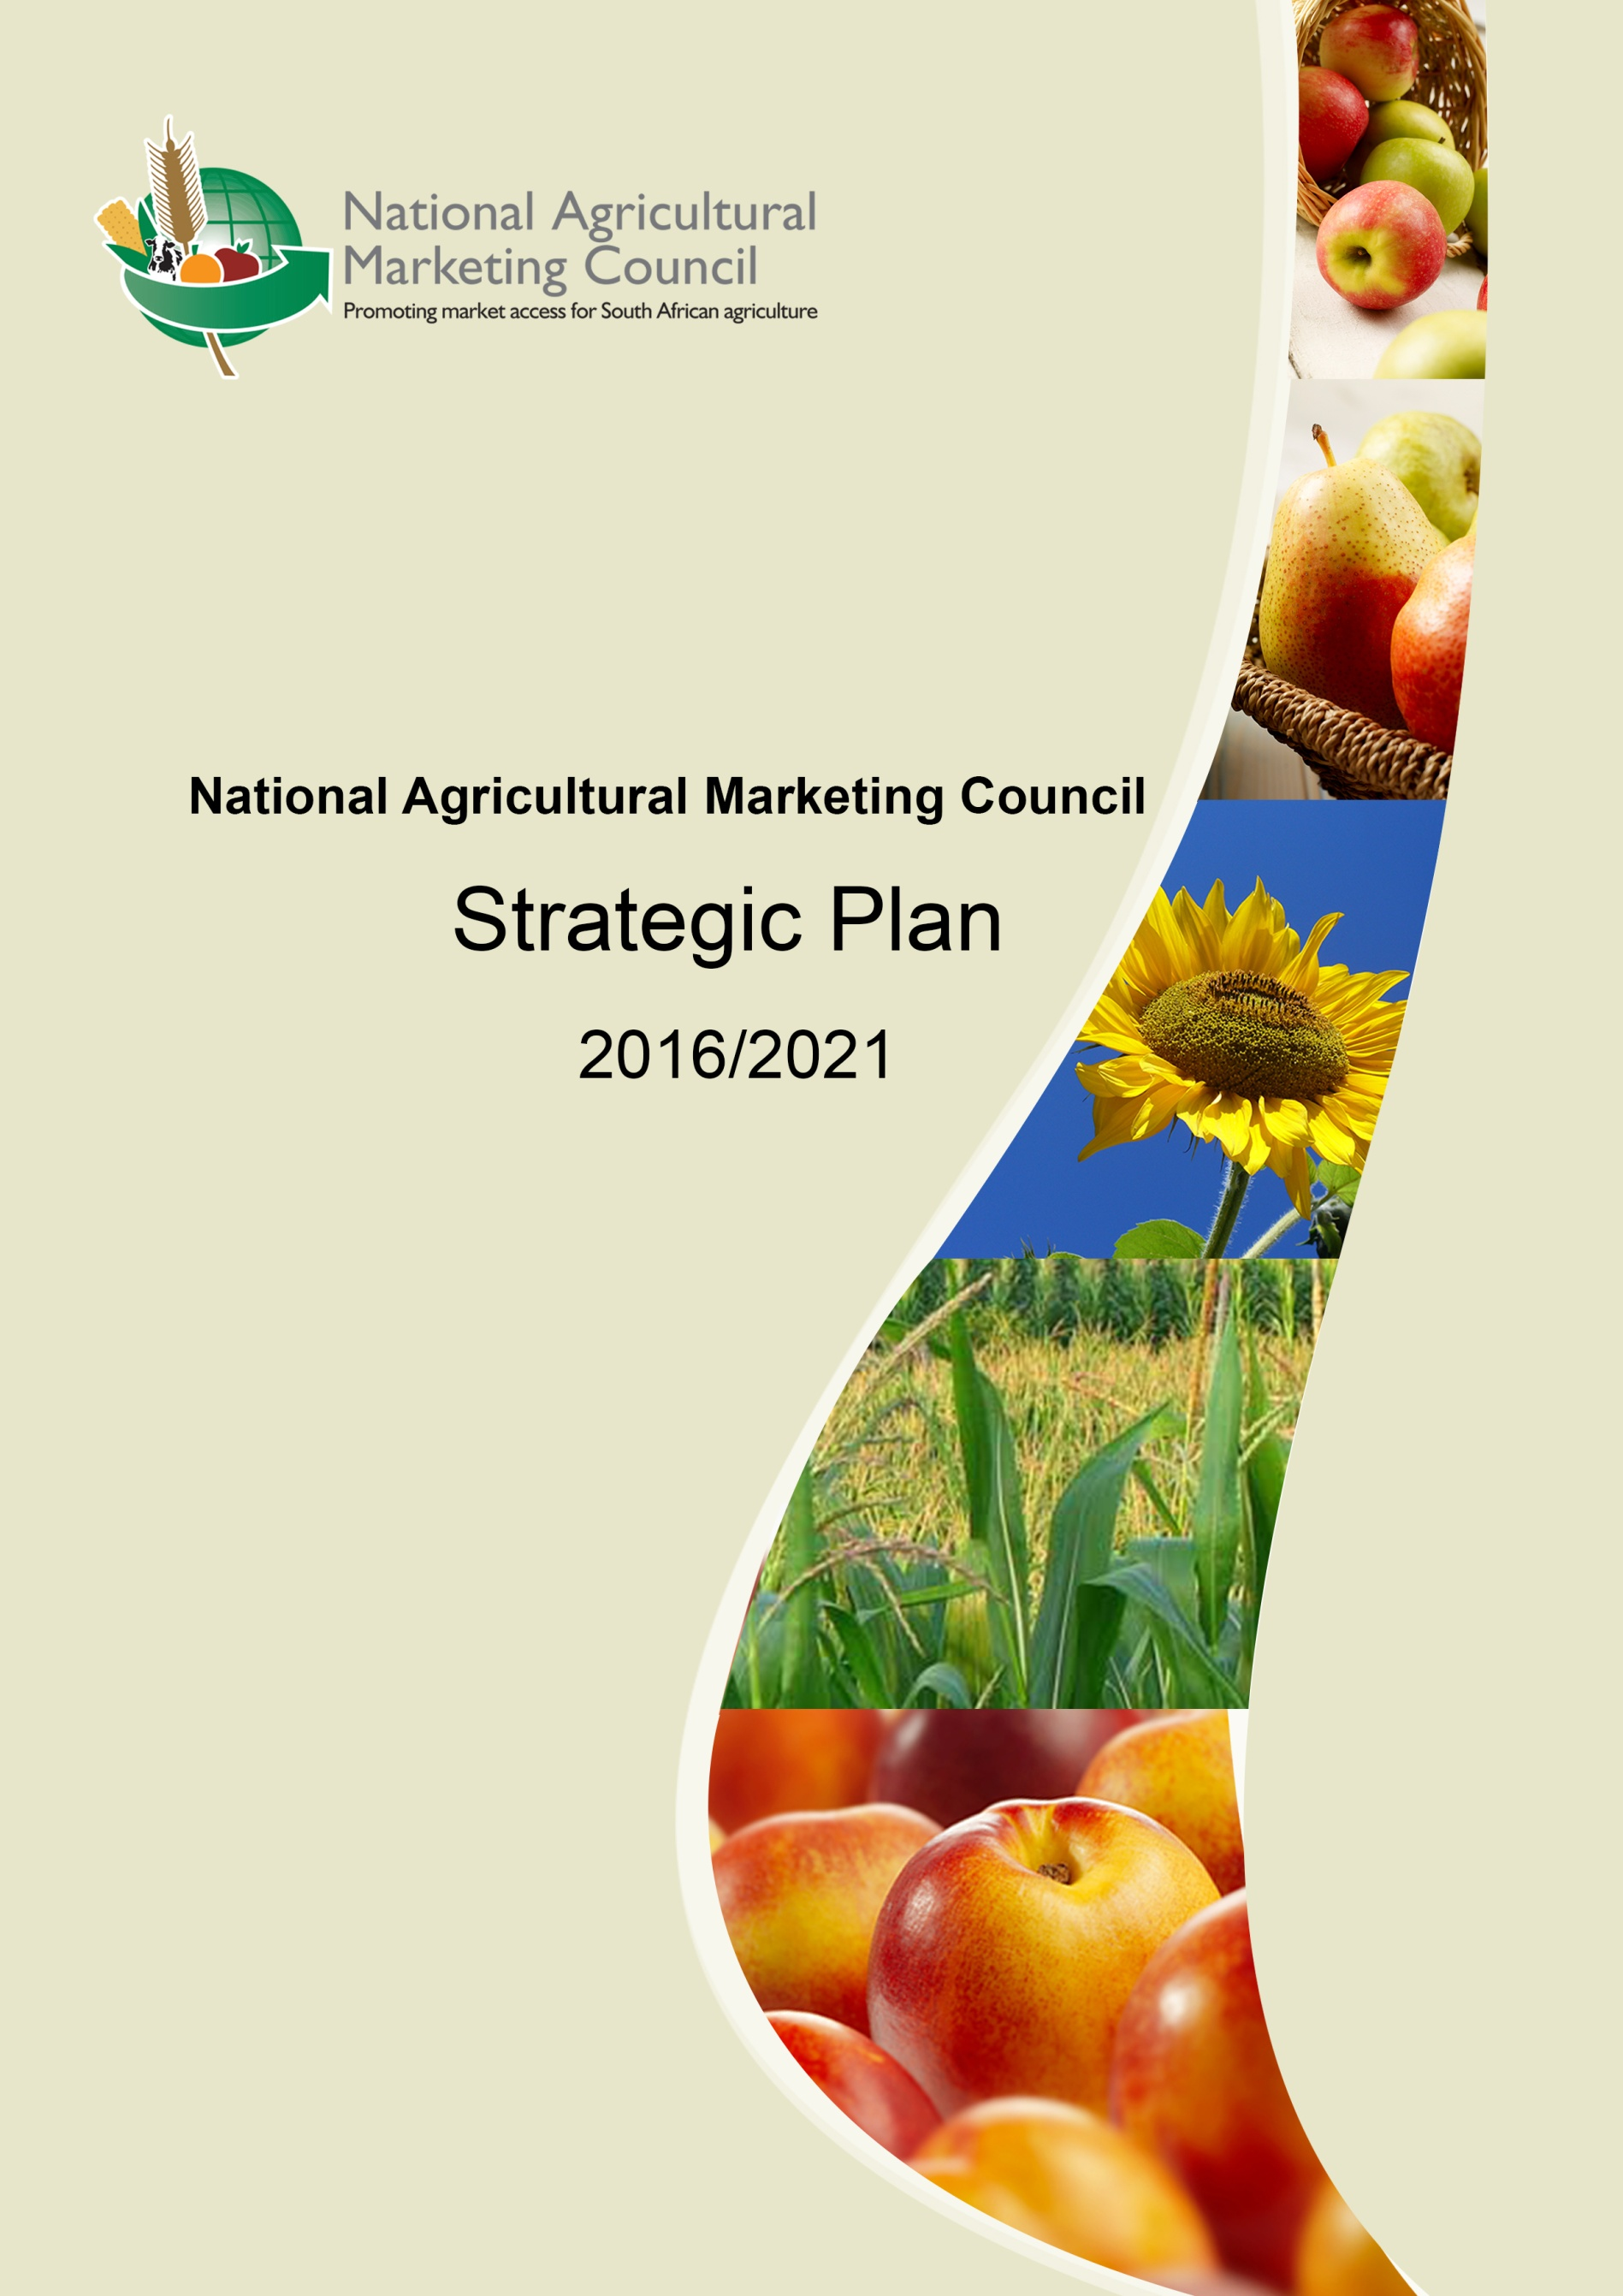 National Agricultural
Marketing Council
Promoting market access for South African agriculture
National Agricultural Marketing Council
Strategic Plan
2016/2021